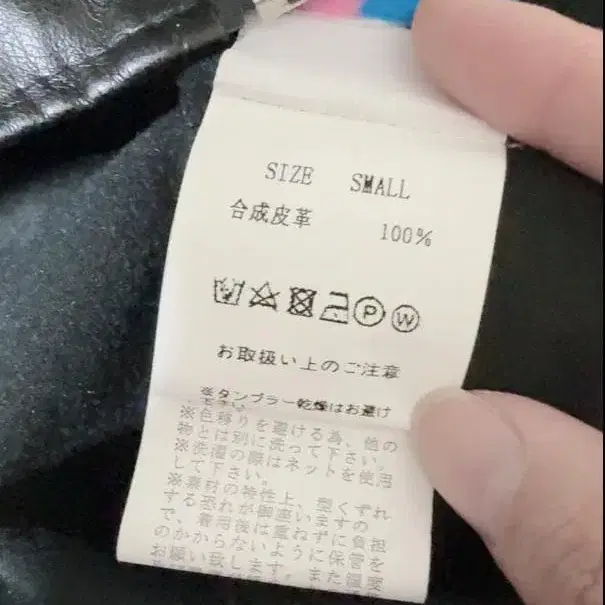 SIZE SMALL
合成皮革 100%
P W
お取扱い上のご注意
※タンブラー乾燥はお避け
※色移りを避ける為、他の
物とは別に洗って下さい。
※洗濯の際はネットを使用
して下さい。
※素材の特性上、型くずれ
する恐れが御座いますの
で、着用後は重ねずに負担
のかからないように保管を
お願い致します。また